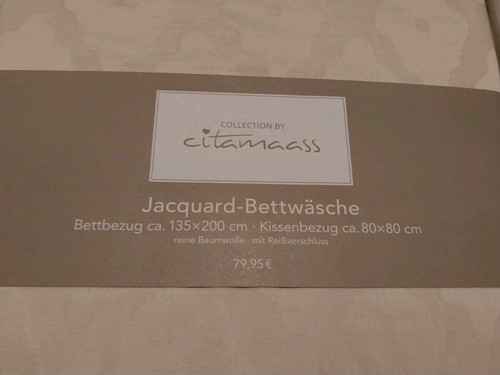 COLLECTION BY
citamaass
Jacquard-Bettwäsche
Bettbezug ca. 135×200 cm · Kissenbezug ca. 80×80 cm
reine Baumwolle · mit Reißverschluss
79,95 €